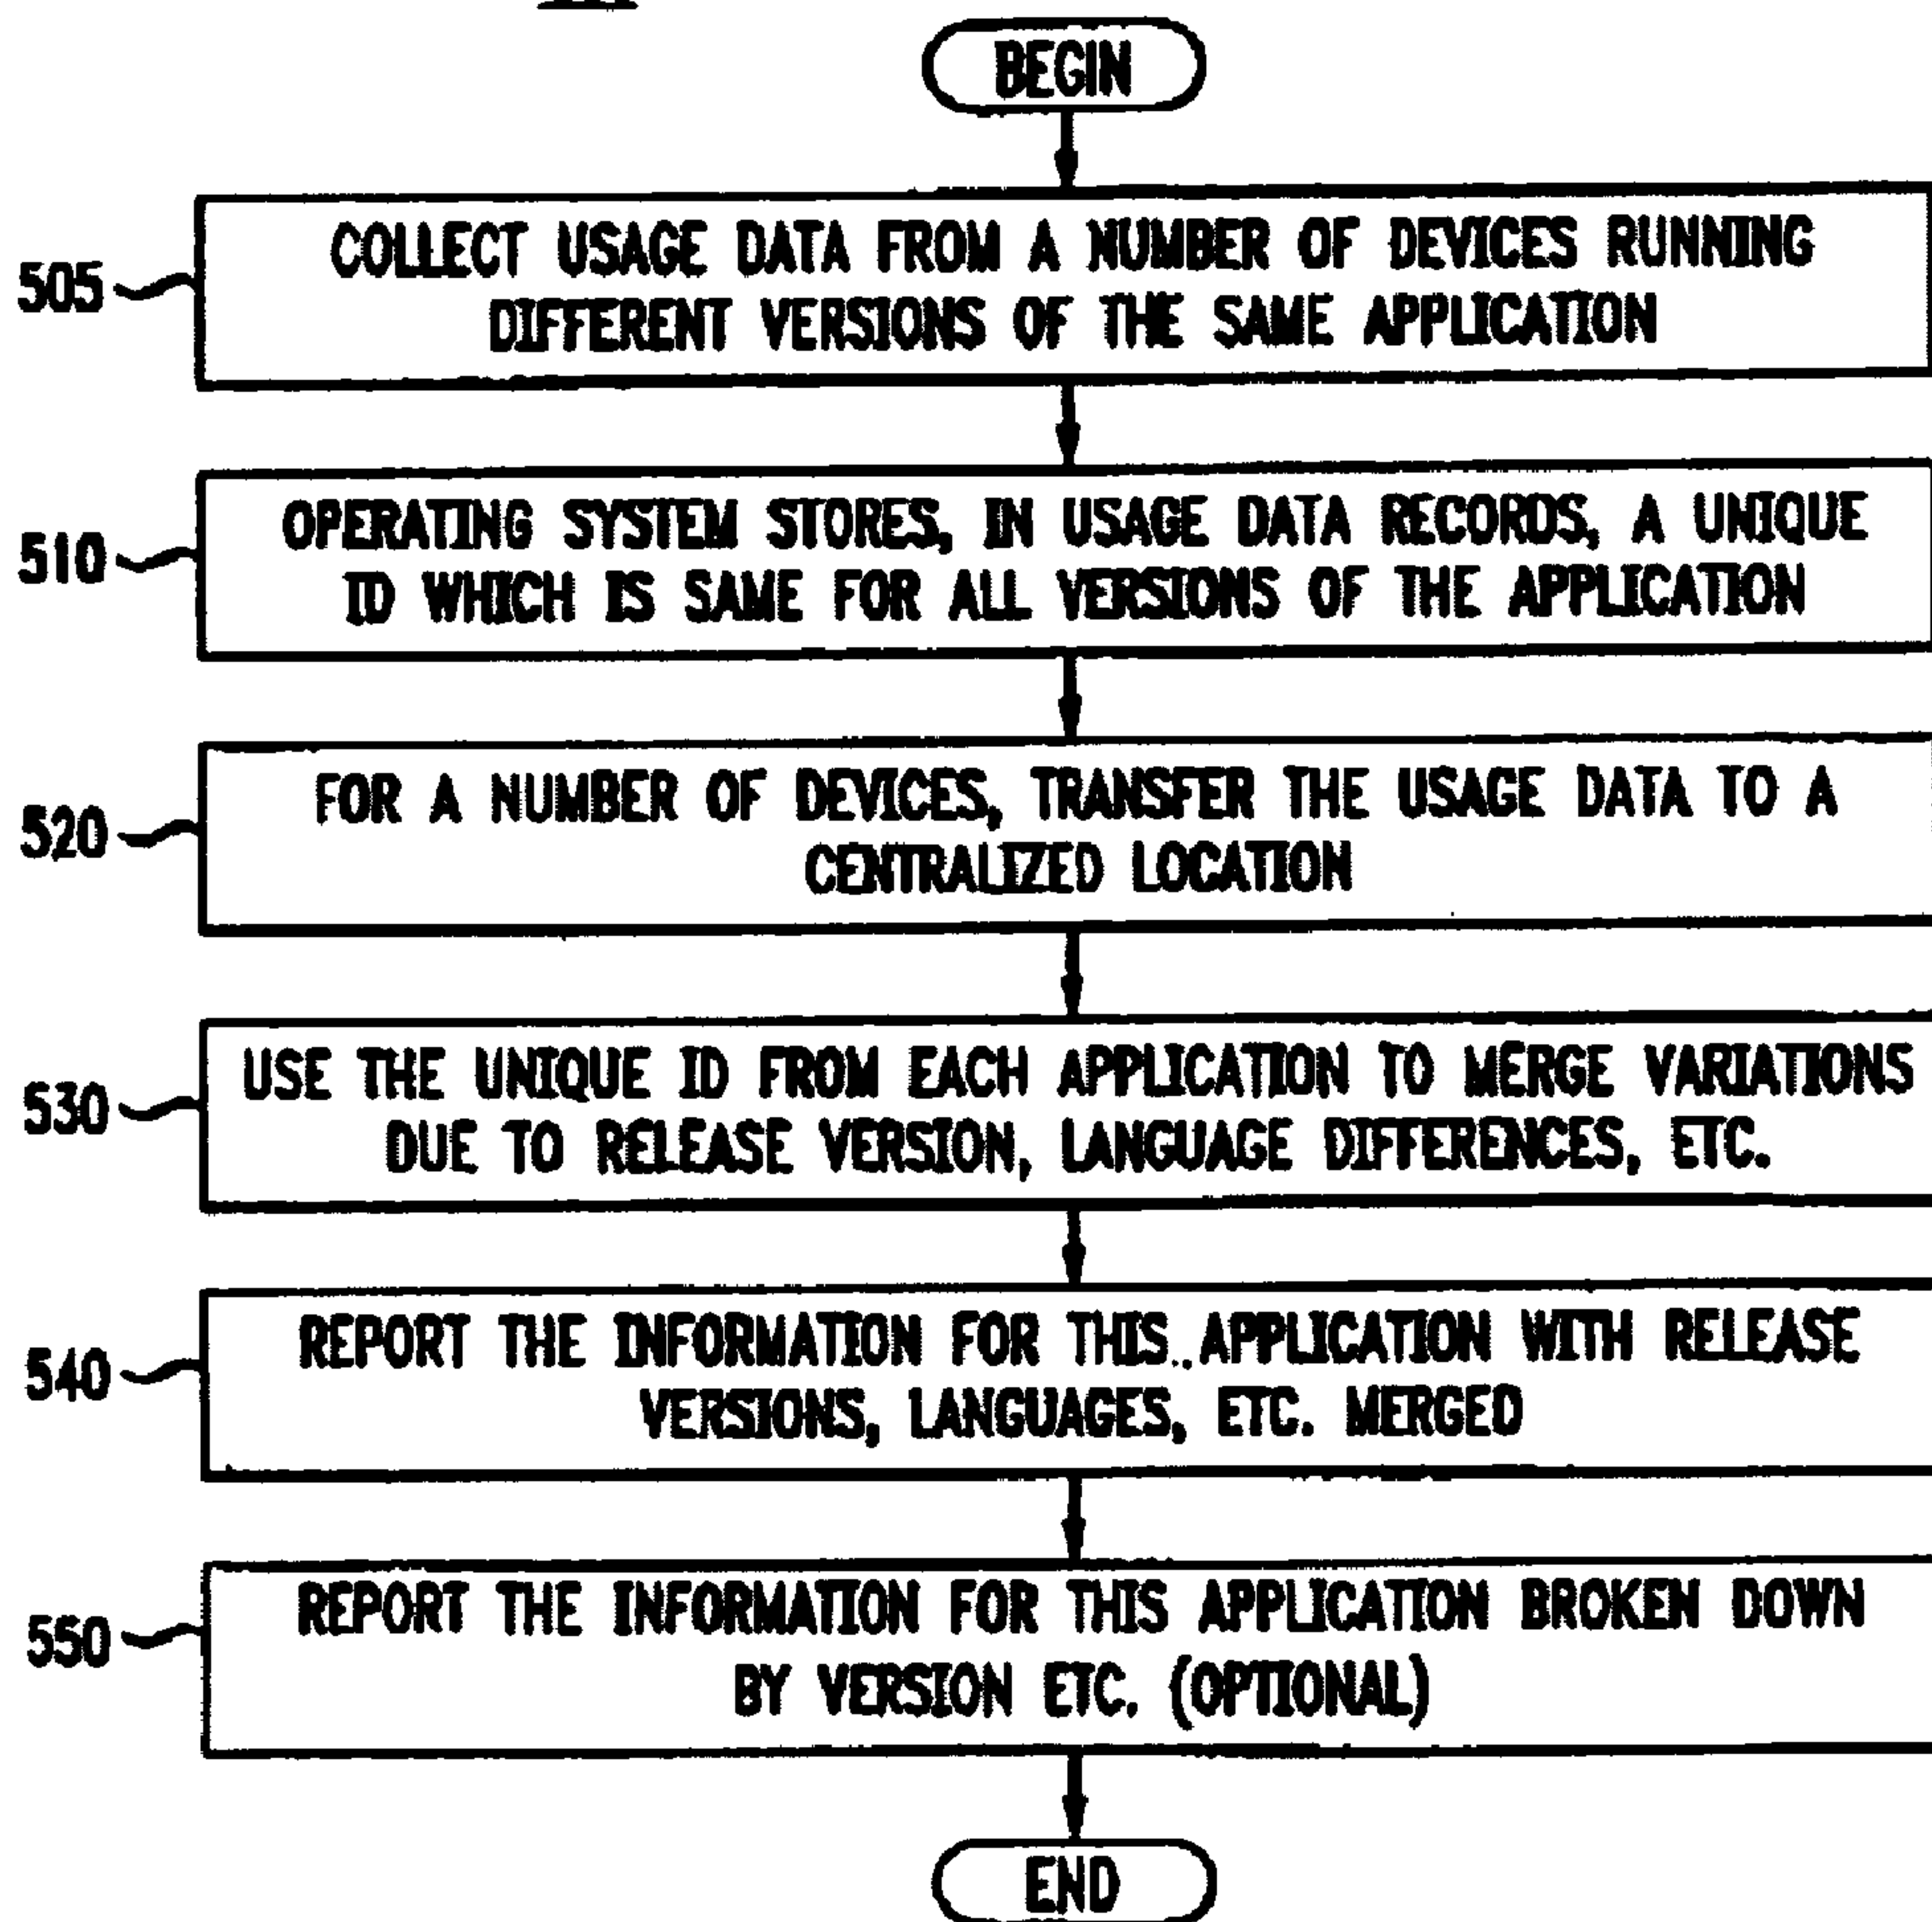 BEGIN
COLLECT USAGE DATA FROM A NUMBER OF DEVICES RUNNING
DIFFERENT VERSIONS OF THE SAME APPLICATION
505
OPERATING SYSTEM STORES, IN USAGE DATA RECORDS, A UNIQUE
ID WHICH IS SAME FOR ALL VERSIONS OF THE APPLICATION
510
FOR A NUMBER OF DEVICES, TRANSFER THE USAGE DATA TO A
CENTRALIZED LOCATION
520
USE THE UNIQUE ID FROM EACH APPLICATION TO MERGE VARIATIONS
DUE TO RELEASE VERSION, LANGUAGE DIFFERENCES, ETC.
530
REPORT THE INFORMATION FOR THIS APPLICATION WITH RELEASE
VERSIONS, LANGUAGES, ETC. MERGED
540
REPORT THE INFORMATION FOR THIS APPLICATION BROKEN DOWN
BY VERSION ETC. (OPTIONAL)
550
END